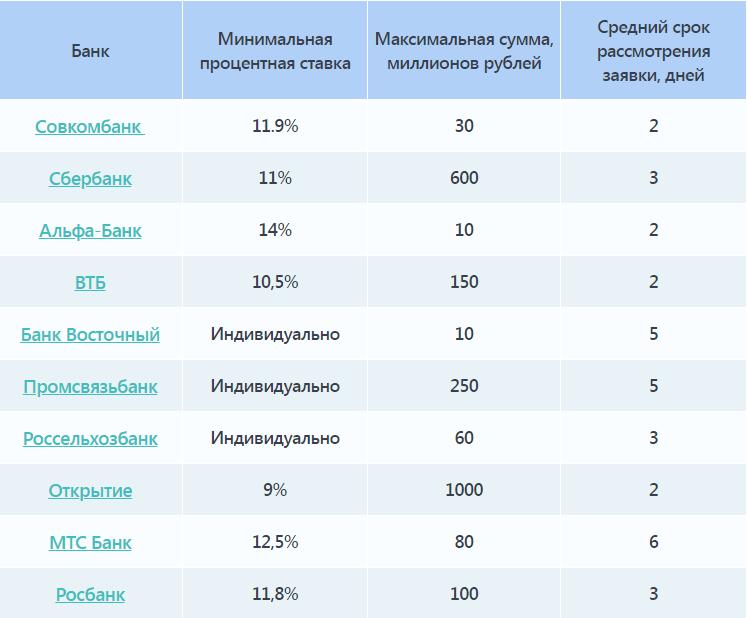 Банк
Минимальная
процентная ставка
Максимальная сумма,
миллионов рублей
Средний срок
рассмотрения
заявки, дней
Совкомбанк 11.9% 30 2
Сбербанк 11% 600 3
Альфа-Банк 14% 10 2
ВТБ 10,5% 150 2
Банк Восточный Индивидуально 10 5
Промсвязьбанк Индивидуально 250 5
Россельхозбанк Индивидуально 60 3
Открытие 9% 1000 2
МТС Банк 12,5% 80 6
Росбанк 11,8% 100 3